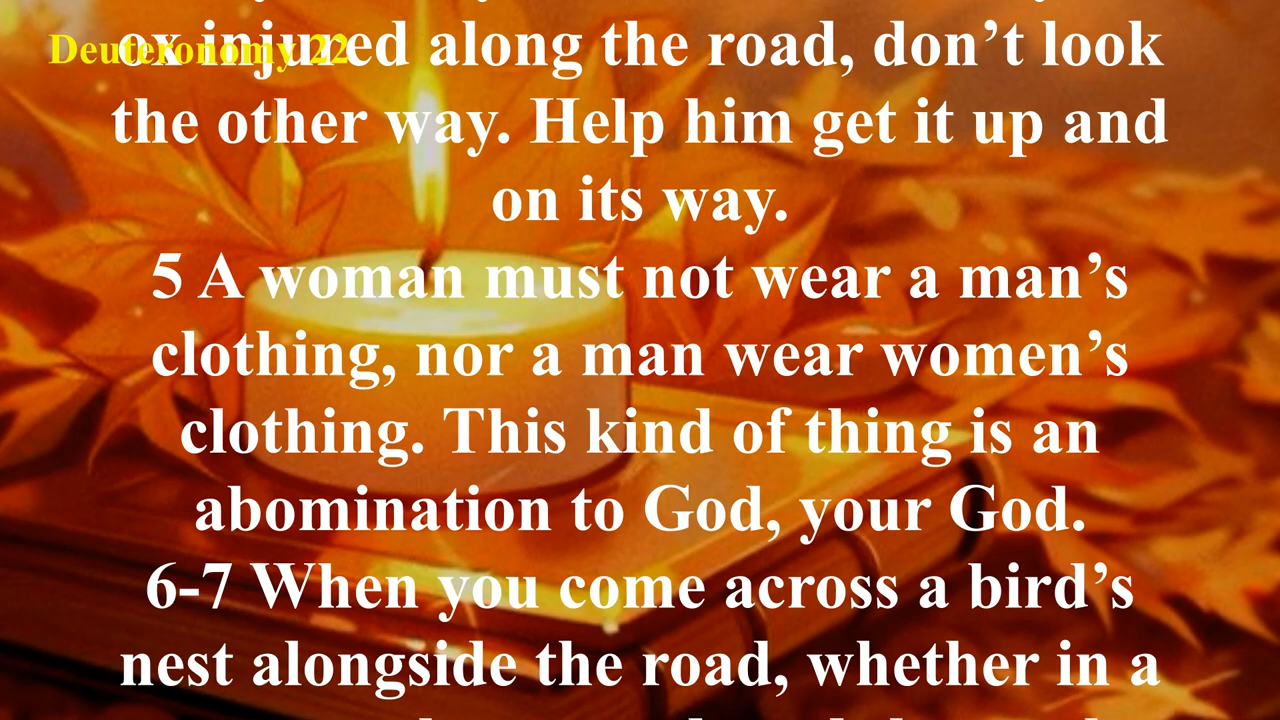 Deuteronomy 22
ox injured along the road, don’t look
the other way. Help him get it up and
on its way.
5 A woman must not wear a man’s
clothing, nor a man wear women’s
clothing. This kind of thing is an
abomination to God, your God.
6-7 When you come across a bird’s
nest alongside the road, whether in a